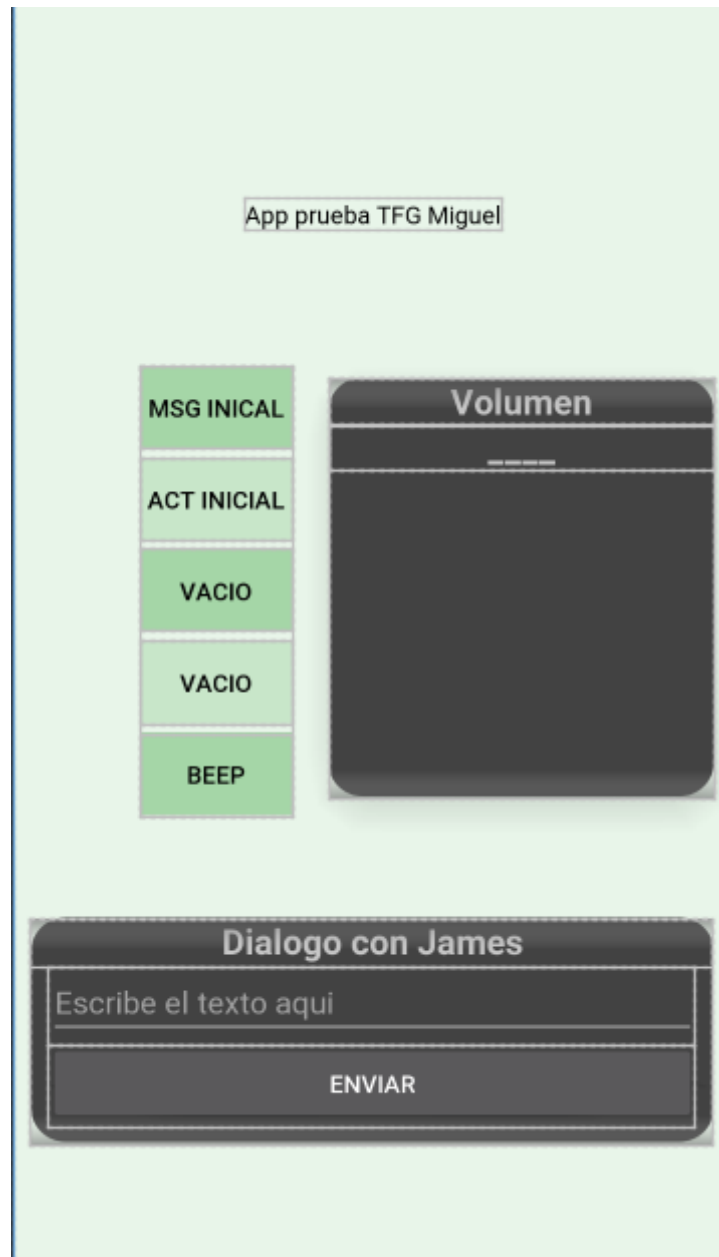 App prueba TFG Miguel
MSG INICAL
ACT INICIAL
VACIO
VACIO
BEEP
Volumen
____
Dialogo con James
Escribe el texto aqui
ENVIAR